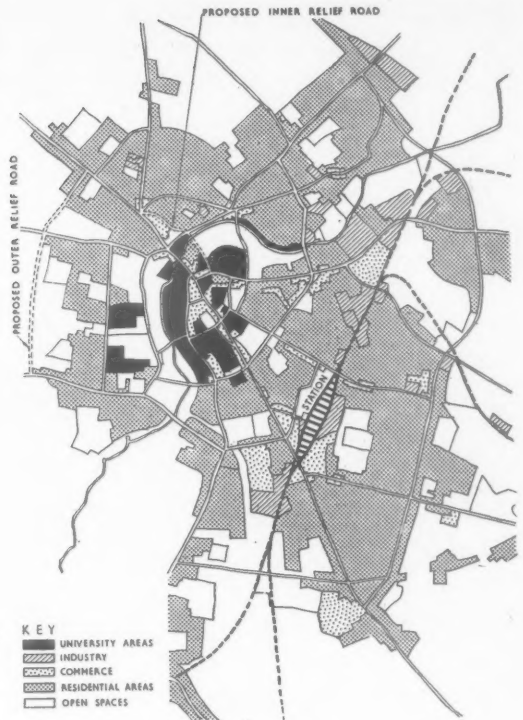 PROPOSED INNER RELIEF ROAD
PROPOSED OUTER RELIEF ROAD
STATION
KEY
UNIVERSITY AREAS
INDUSTRY
COMMERCE
RESIDENTIAL AREAS
OPEN SPACES